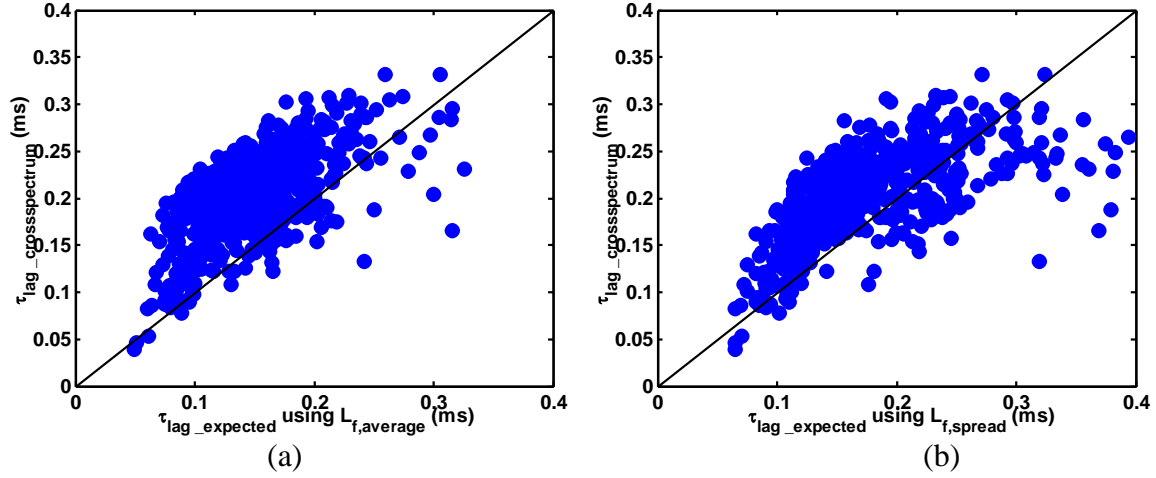 0.4
0.35
0.3
0.25
0.2
0.15
0.1
0.05
0
τlag_crossspectrum (ms)
0 0.1 0.2 0.3 0.4
τlag_expected using Lf,average (ms)
(a)
0.4
0.35
0.3
0.25
0.2
0.15
0.1
0.05
0
τlag_crossspectrum (ms)
0 0.1 0.2 0.3 0.4
τlag_expected using Lf,spread (ms)
(b)